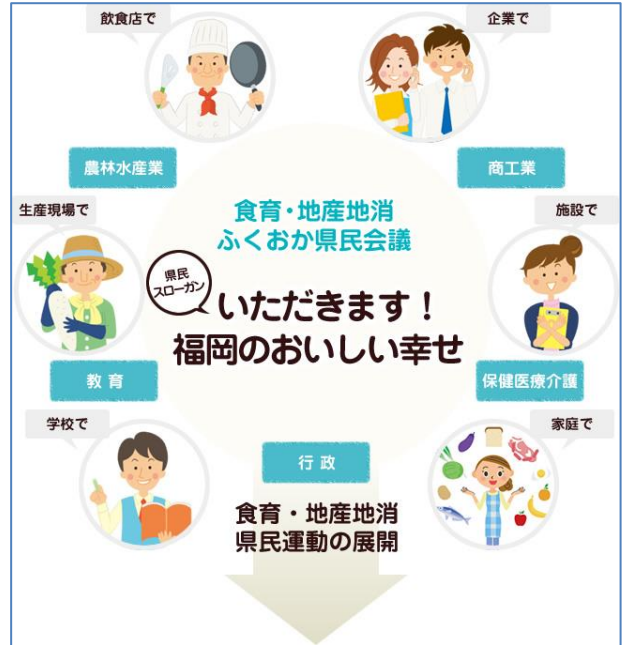 飲食店で
企業で
農林水産業
商工業
生産現場で
施設で
食育・地産地消
ふくおか県民会議
県民
スローガン
いただきます！
福岡のおいしい幸せ
教育
保健医療介護
学校で
家庭で
行政
食育・地産地消
県民運動の展開